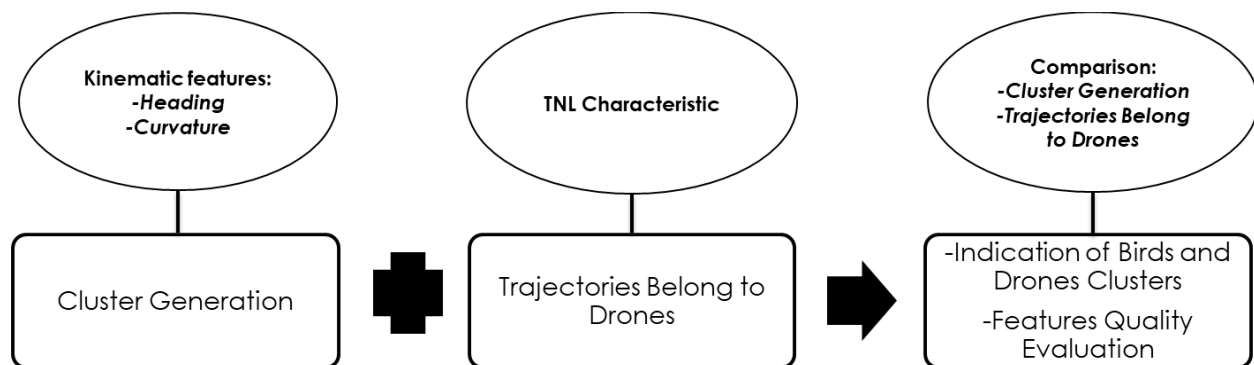 Kinematic features:
-Heading
-Curvature
Cluster Generation
TNL Characteristic
Trajectories Belong to
Drones
Comparison:
-Cluster Generation
-Trajectories Belong
to Drones
-Indication of Birds and
Drones Clusters
-Features Quality
Evaluation